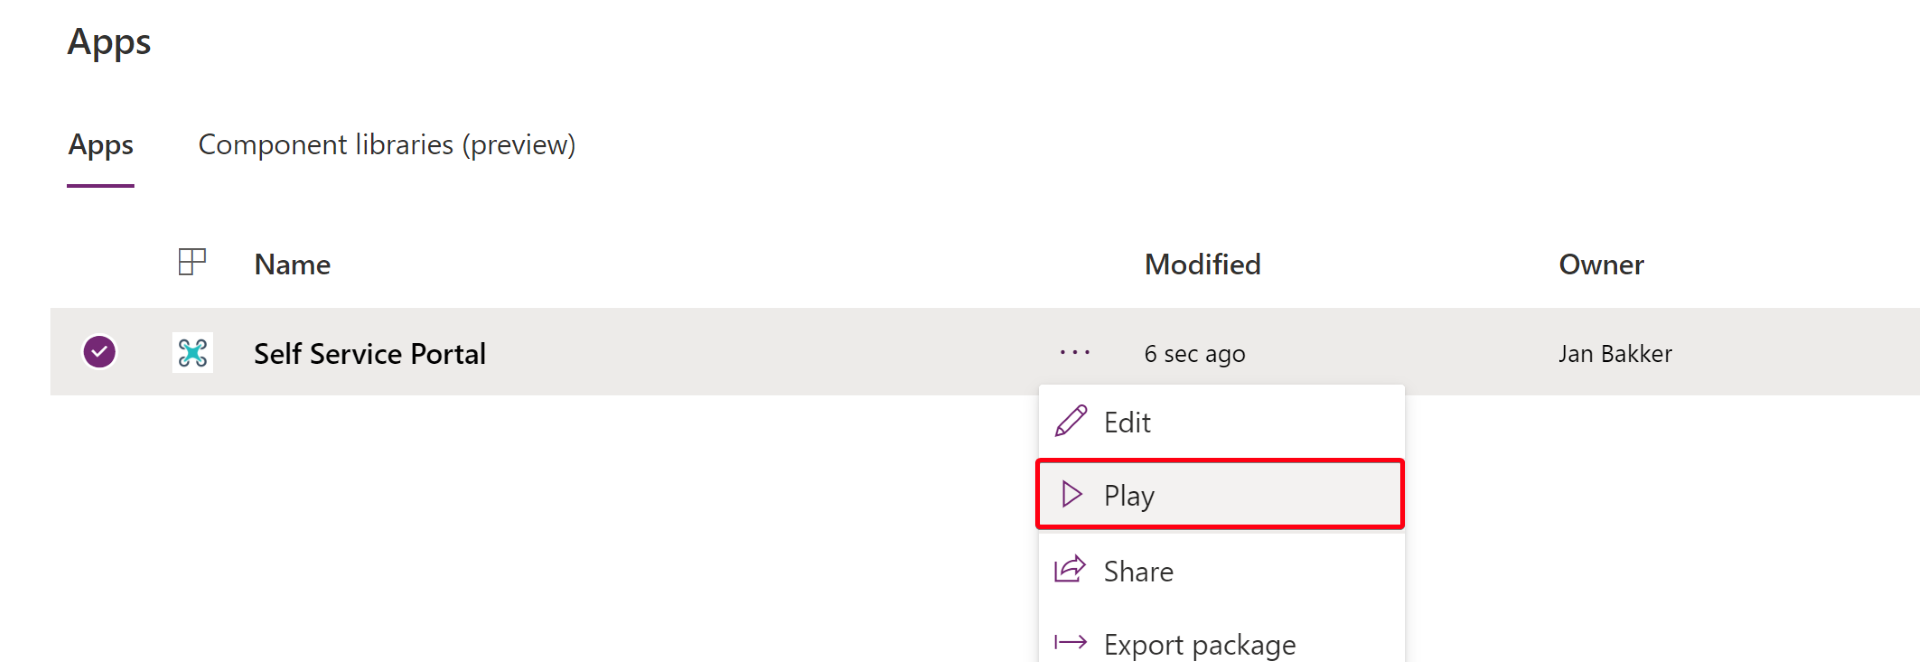 Apps
Apps Component libraries (preview)
Name Modified Owner
Self Service Portal ... 6 sec ago Jan Bakker
Edit
Play
Share
Export package